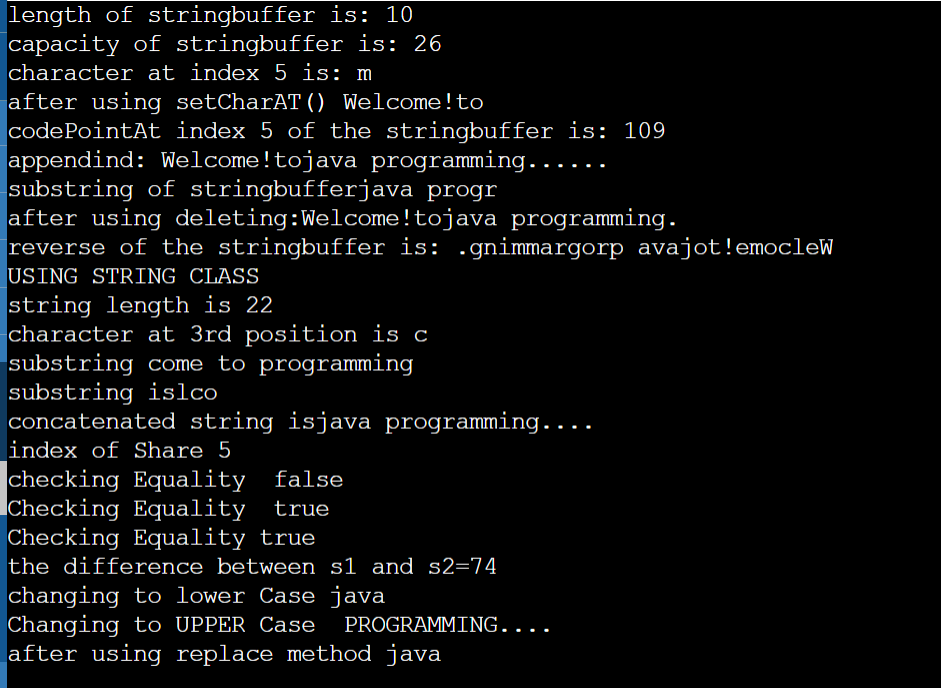 length of stringbuffer is: 10
capacity of stringbuffer is: 26
character at index 5 is: m
after using setCharAT() Welcome!to
codePointAt index 5 of the stringbuffer is: 109
appendind: Welcome!tojava programming......
substring of stringbufferjava progr
after using deleting:Welcome!tojava programming.
reverse of the stringbuffer is: .gnimmargorp avajot!emocleW
USING STRING CLASS
string length is 22
character at 3rd position is c
substring come to programming
substring islco
concatenated string isjava programming....
index of Share 5
checking Equality  false
Checking Equality  true
Checking Equality true
the difference between s1 and s2=74
changing to lower Case java
Changing to UPPER Case  PROGRAMMING....
after using replace method java